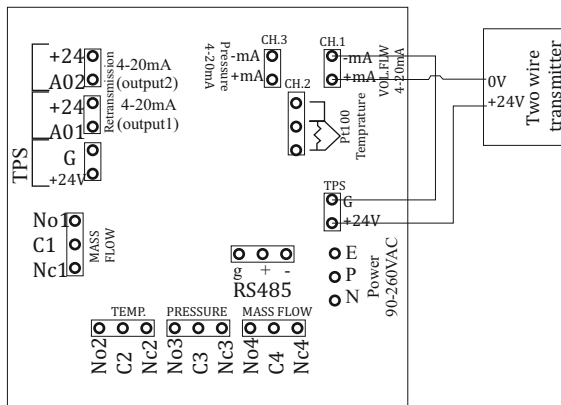 +24
A02
+24
A01
G
+24V
TPS
Retransmission
4-20mA
(output2)
4-20mA
(output1)
CH.3
-mA
+mA
Pressure
4-20mA
CH.1
-mA
+mA
VOL.FLW
4-20mA
CH.2
Pt100
Temprature
0V
+24V
Two wire
transmitter
TPS
G
+24V
No1
C1
Nc1
MASS
FLOW
g + -
RS485
E
P
N
Power
90-260VAC
TEMP.
PRESSURE
MASS FLOW
No2
C2
Nc2
No3
C3
Nc3
No4
C4
Nc4